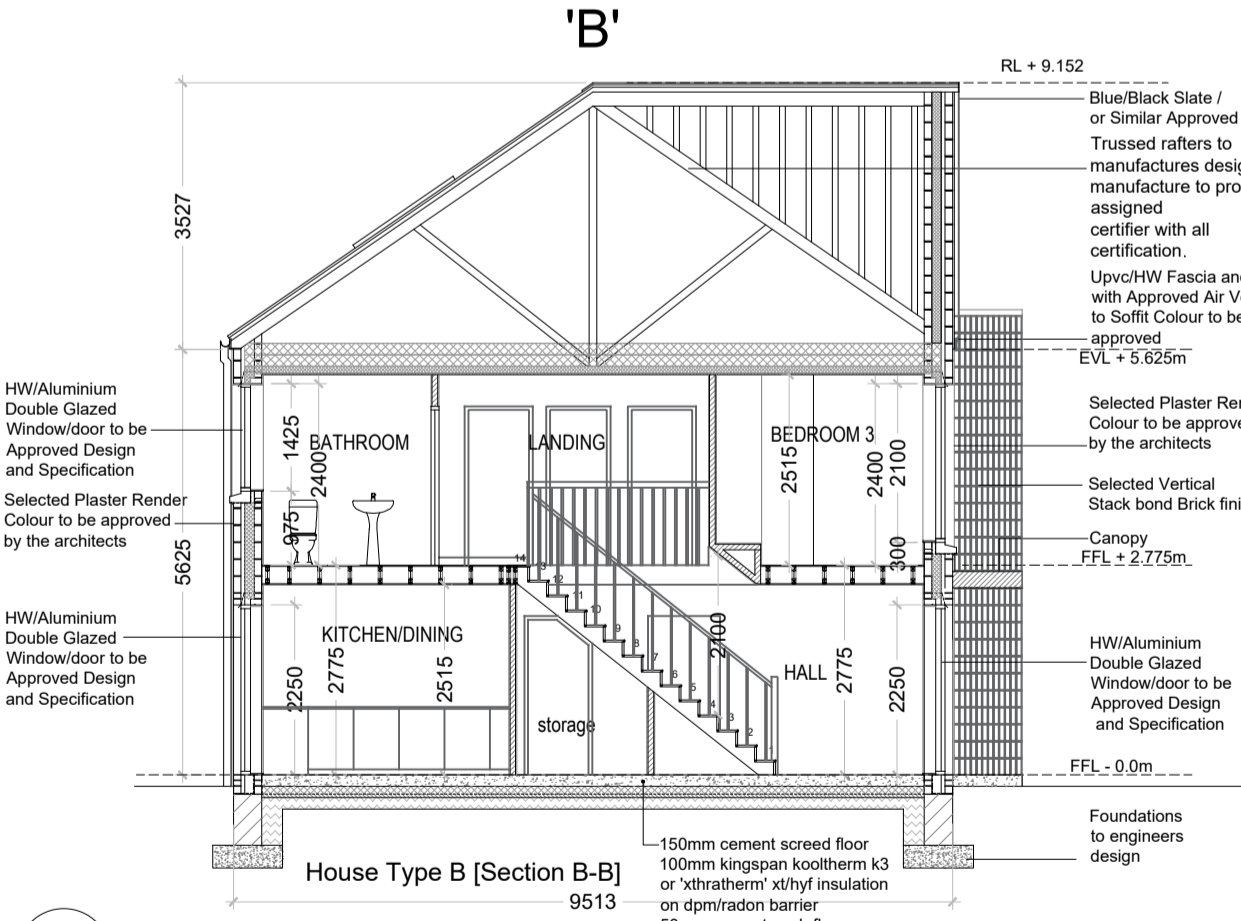 'B'
RL + 9.152
Blue/Black Slate /
or Similar Approved
Trussed rafters to
manufactures
manufacture to
assigned
certifier with all
certification.
Upvc/HW Fascia
with Approved Air
to Soffit Colour to be
approved
EVL + 5.625m
Selected Plaster
Colour to be
by the architects
Selected Vertical
Stack bond Brick
Canopy
FFL + 2.775m
HW/Aluminium
Double Glazed
Window/door to be
Approved Design
and Specification
FFL - 0.0m
Foundations
to engineers
design
HW/Aluminium
Double Glazed
Window/door to be
Approved Design
and Specification
Selected Plaster Render
Colour to be approved
by the architects
HW/Aluminium
Double Glazed
Window/door to be
Approved Design
and Specification
3527
5625
1425
2400
975
BATHROOM
LANDING
BEDROOM 3
2515
2400
2100
300
14
12
11
10
9
8
7
6
5
4
3
2
1
KITCHEN/DINING
2250
2775
2515
storage
2100
HALL
2775
2250
150mm cement screed floor
100mm kingspan kooltherm k3
or 'xthratherm' xt/hyf insulation
on dpm/radon barrier
House Type B [Section B-B]
9513